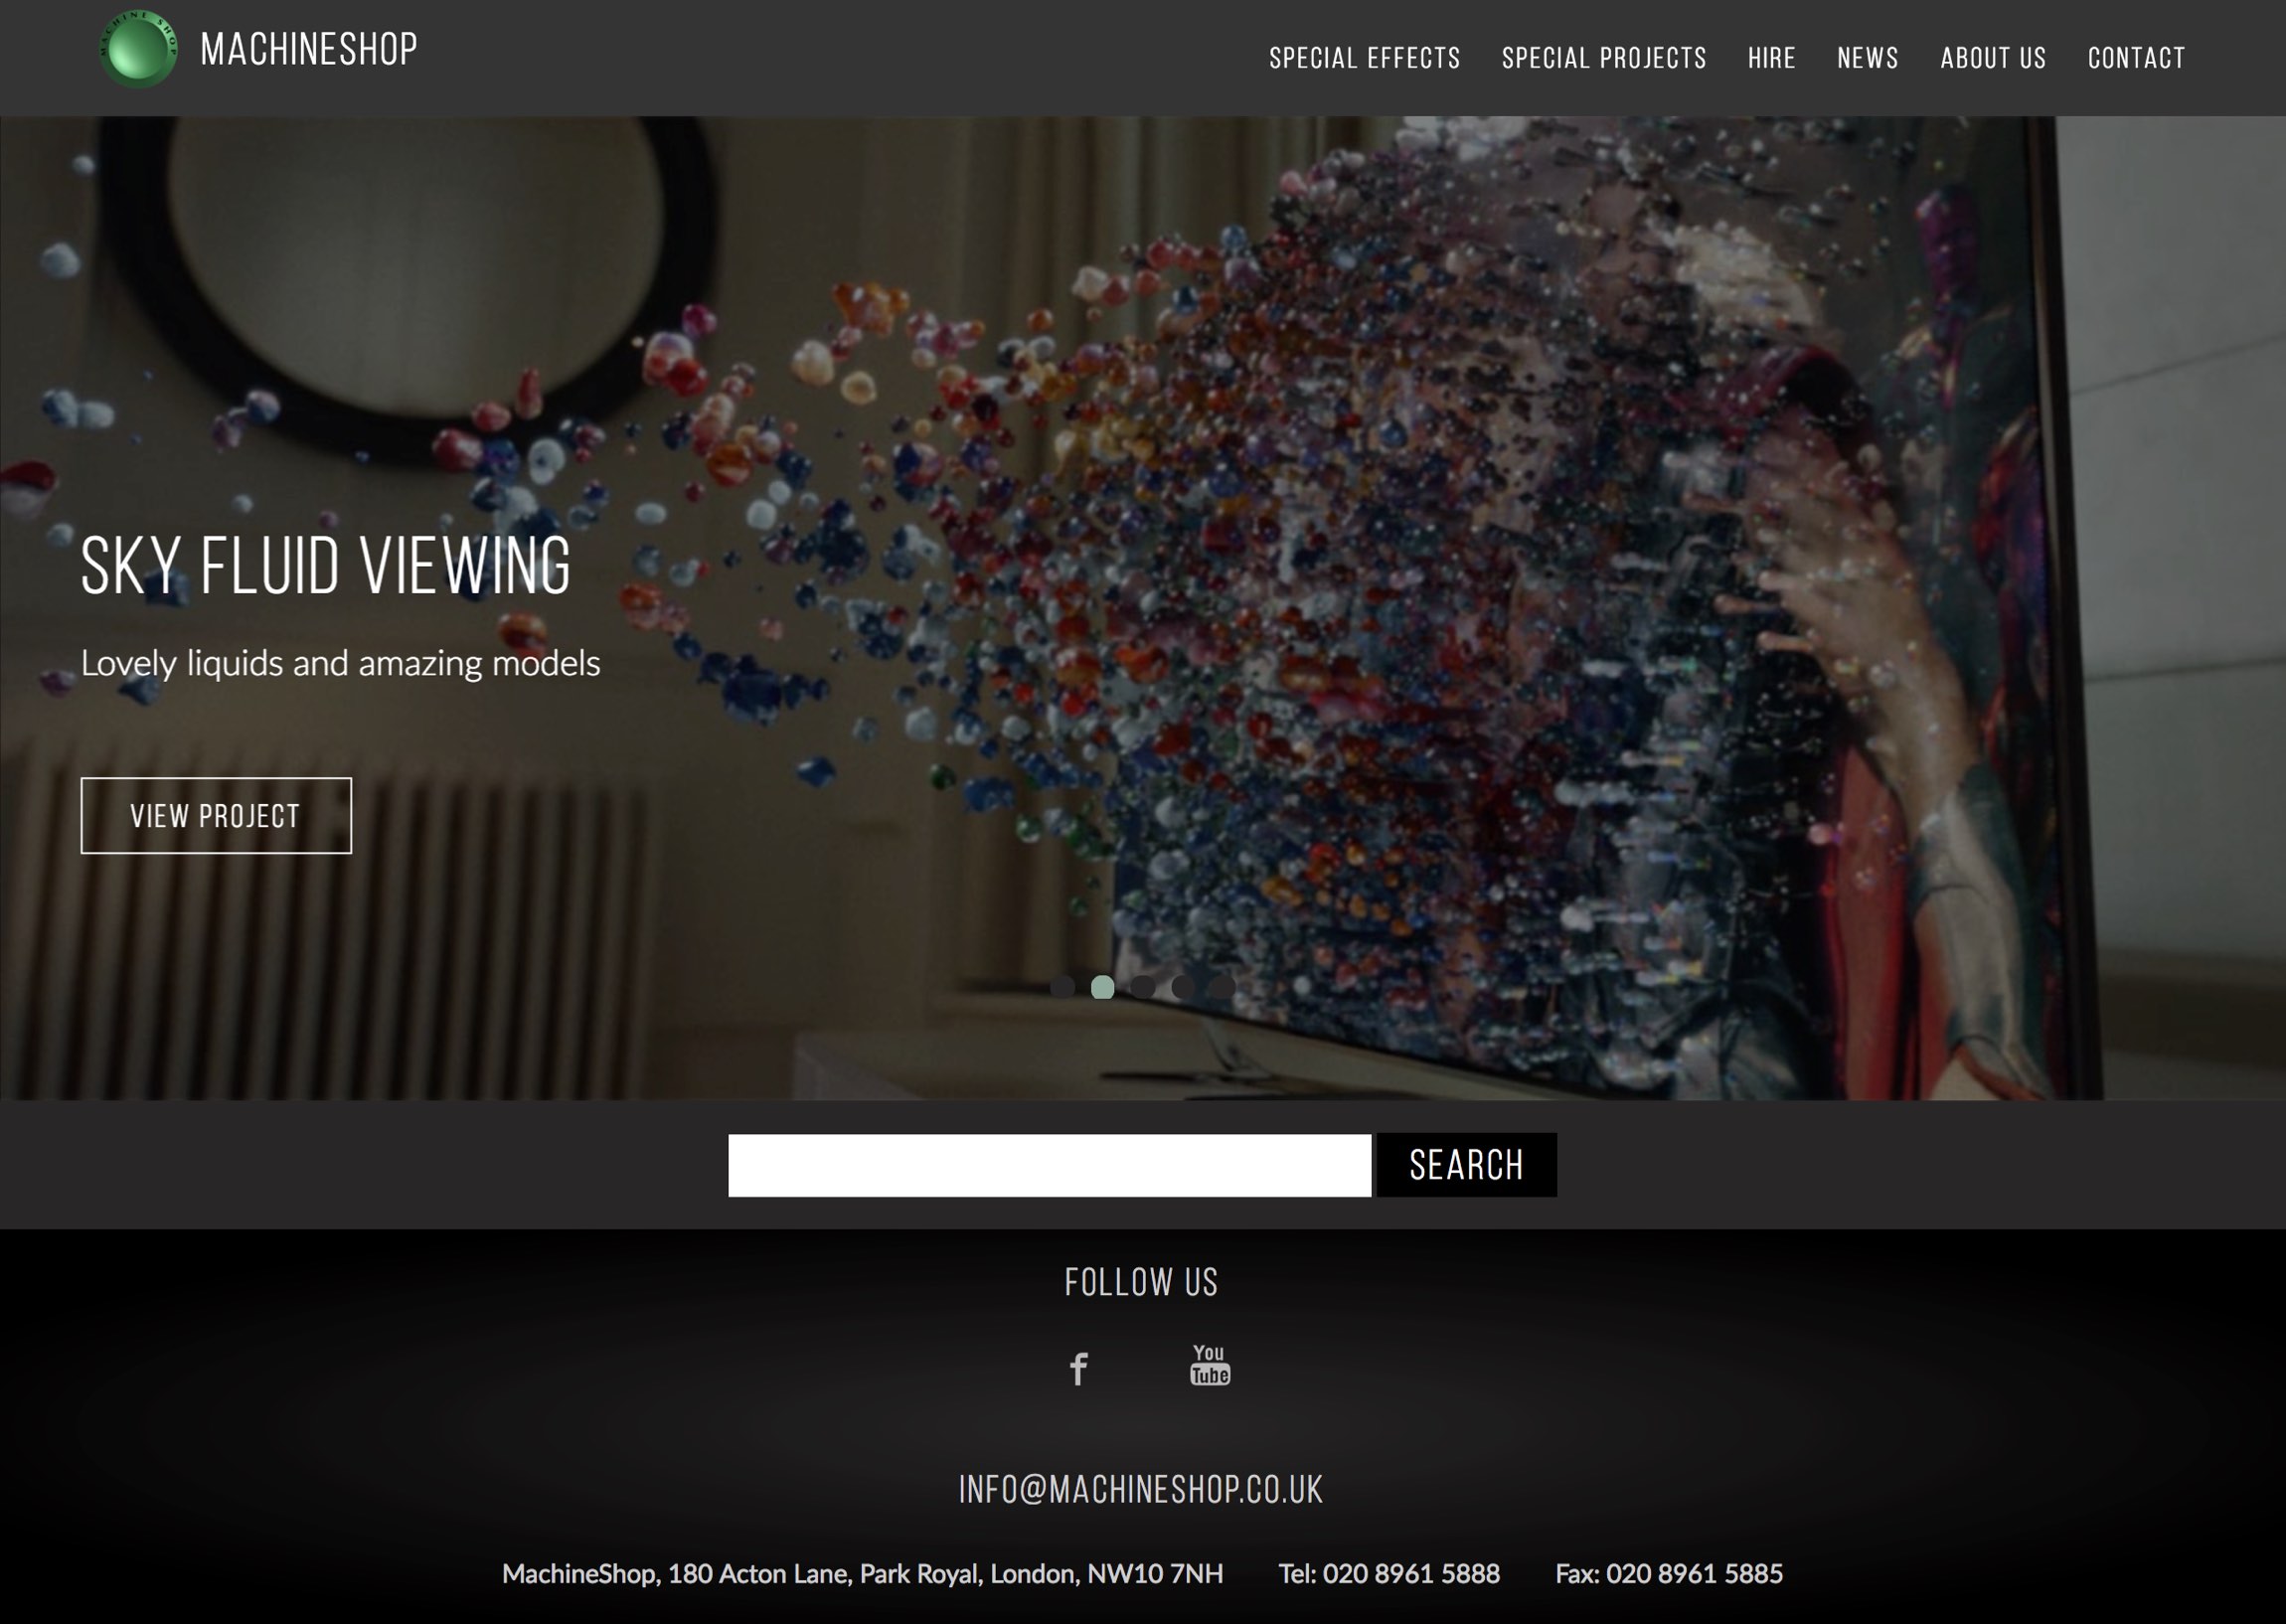 MACHINE SHOP
MACHINESHOP
SPECIAL EFFECTS
SPECIAL PROJECTS
HIRE
NEWS
ABOUT US
CONTACT
SKY FLUID VIEWING
Lovely liquids and amazing models
VIEW PROJECT
SEARCH
FOLLOW US
f
You
Tube
INFO@MACHINESHOP.CO.UK
MachineShop, 180 Acton Lane, Park Royal, London, NW10 7NH Tel: 020 8961 5888 Fax: 020 8961 5885